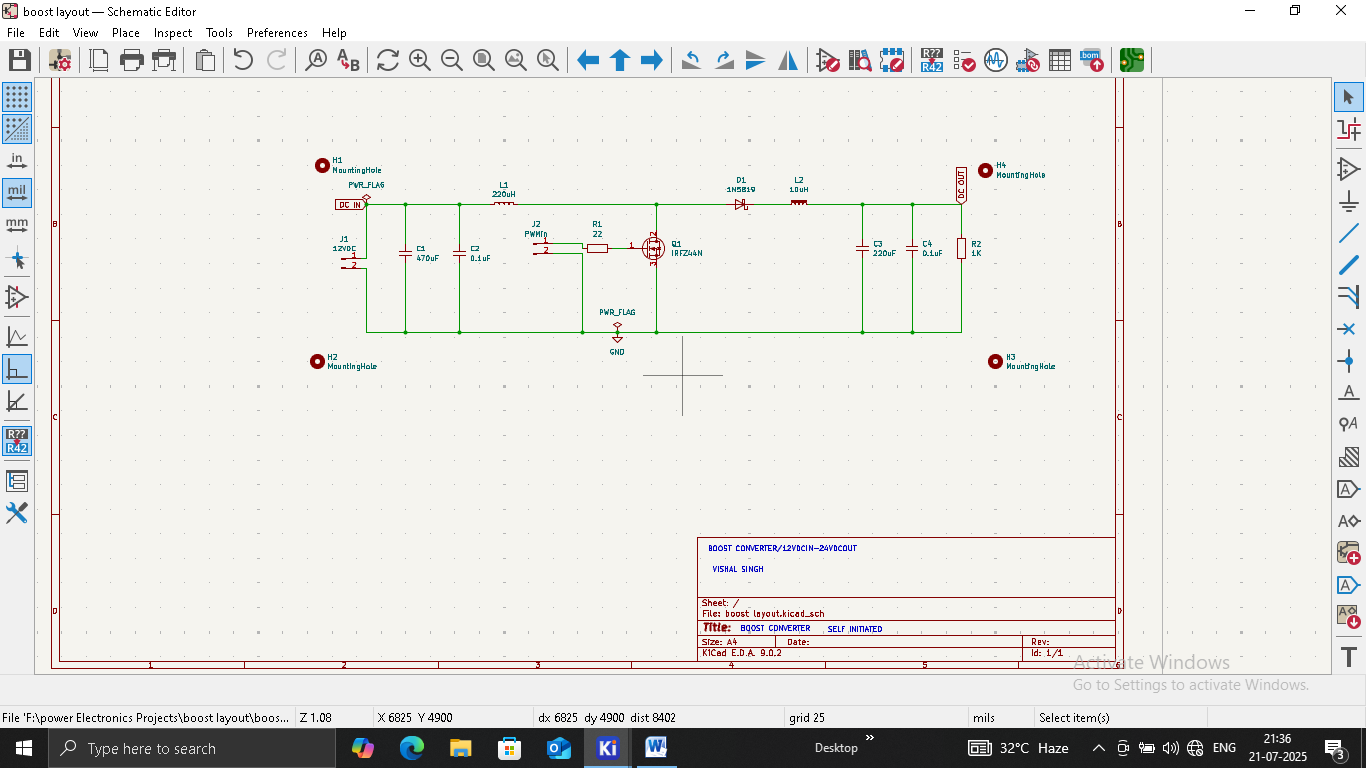 boost layout — Schematic Editor
File Edit View Place Inspect Tools Preferences Help
R??
R42
bom
in
mil
mm
R??
R42
H1
MountingHole
PWR_FLAG
DC IN
J1
12VDC
1
2
C1
470uF
C2
0.1uF
L1
220uH
J2
PWMin
1
2
R1
22
1
2
3
Q1
IRFZ44N
PWR_FLAG
GND
D1
1N5819
L2
10uH
C3
220uF
C4
0.1uF
DC OUT
R2
1K
H4
MountingHole
H2
MountingHole
H3
MountingHole
B
B
C
C
D
D
BOOST CONVERTER/12VDCIN-24VDCOUT
VISHAL SINGH
Sheet: /
File: boost layout.kicad_sch
Title: BOOST CONVERTER SELF INITIATED
Size: A4 Date: Rev:
KiCad E.D.A. 9.0.2 Id: 1/1
1 2 3 4 5 6
Activate Windows
Go to Settings to activate Windows.
File 'F:\power Electronics Projects\boost layout\boos... Z 1.08 X 6825 Y 4900 dx 6825 dy 4900 dist 8402 grid 25 mils Select item(s)
Type here to search
Ki
W
Desktop
32°C Haze
ENG
21:36
21-07-2025
3